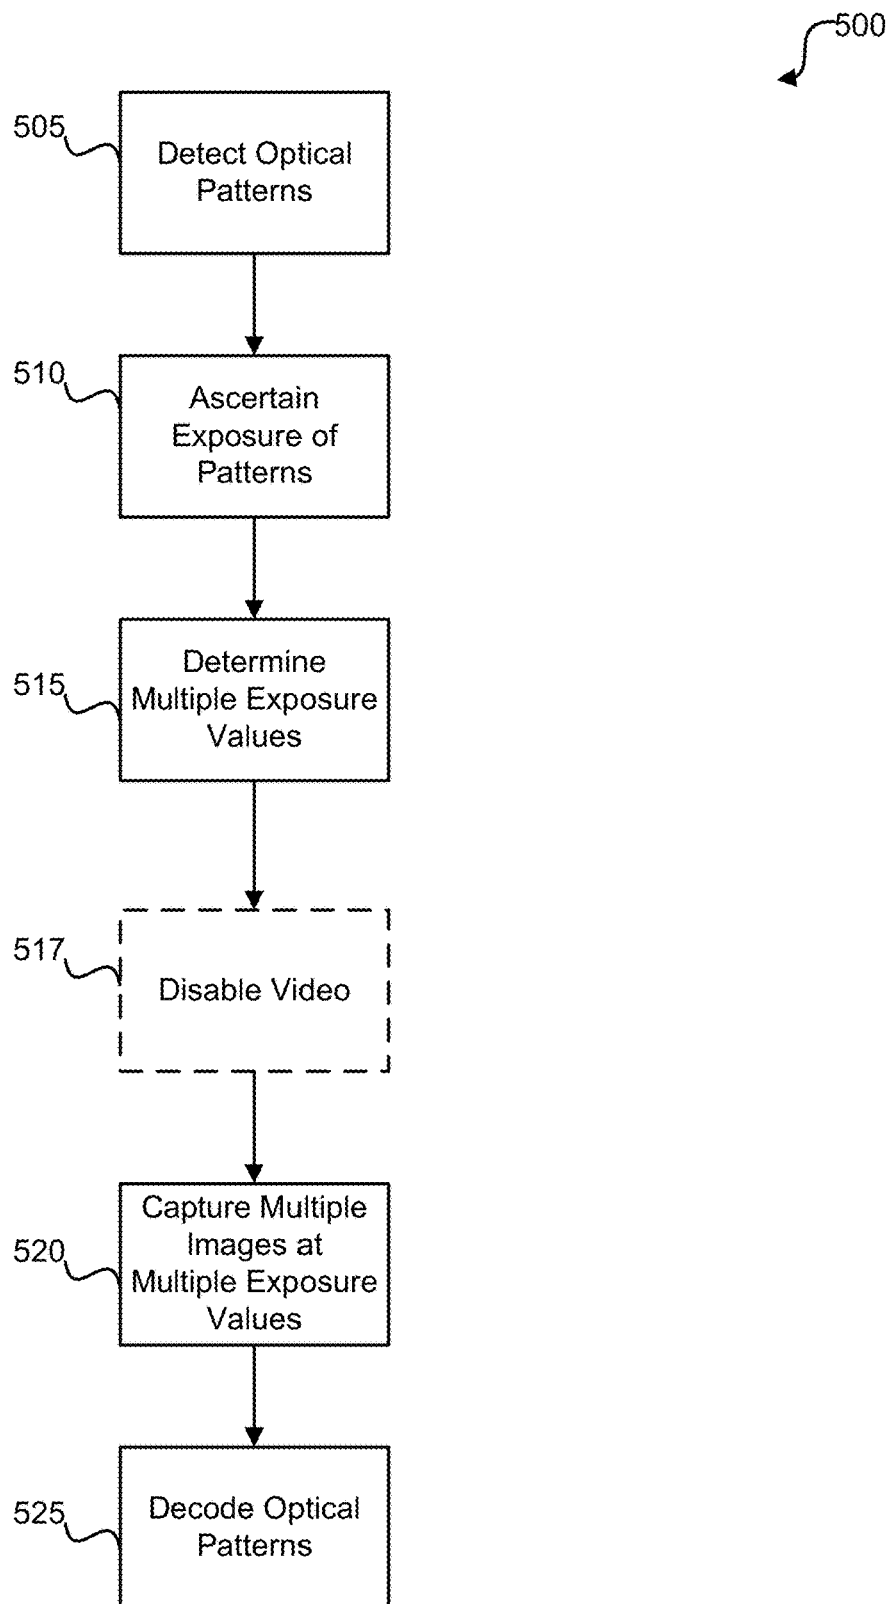 500
505
Detect Optical
Patterns
510
Ascertain
Exposure of
Patterns
515
Determine
Multiple Exposure
Values
517
Disable Video
520
Capture Multiple
Images at
Multiple Exposure
Values
525
Decode Optical
Patterns